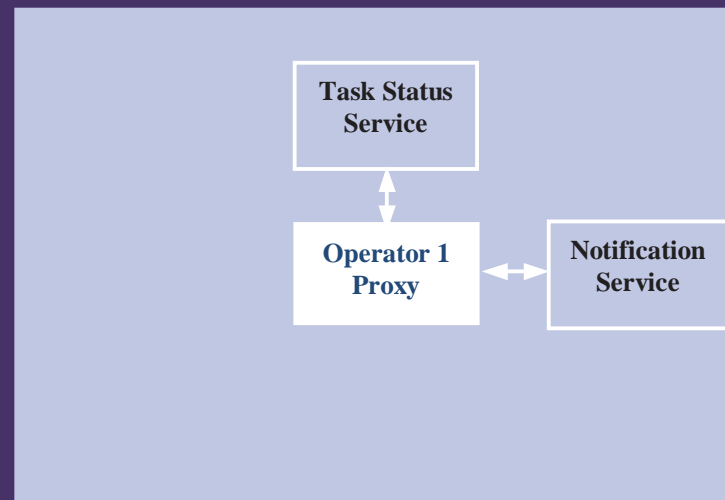 Task Status
Service
Operator 1
Proxy
Notification
Service